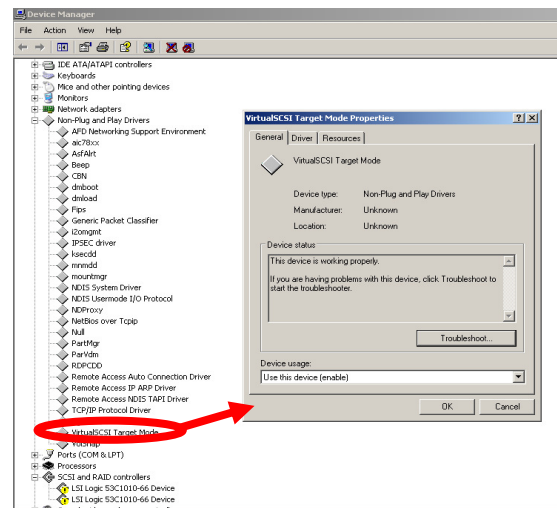 Device Manager
File Action View Help
IDE ATA/ATAPI controllers
Keyboards
Mice and other pointing devices
Monitors
Network adapters
Non-Plug and Play Drivers
AFD Networking Support Environment
aic78xx
AsfAlrt
Beep
CBN
dmboot
dmload
Fips
Generic Packet Classifier
i2omgmt
IPSEC driver
ksecdd
mnmdd
mountmgr
NDIS System Driver
NDIS Usermode I/O Protocol
NDProxy
NetBios over Tcpip
Null
PartMgr
ParVdm
RDPCDD
Remote Access Auto Connection Driver
Remote Access IP ARP Driver
Remote Access NDIS TAPI Driver
TCP/IP Protocol Driver
VirtualSCSI Target Mode
VolSnap
Ports (COM & LPT)
Processors
SCSI and RAID controllers
LSI Logic 53C1010-66 Device
LSI Logic 53C1010-66 Device
VirtualSCSI Target Mode Properties
General Driver Resources
VirtualSCSI Target Mode
Device type: Non-Plug and Play Drivers
Manufacturer: Unknown
Location: Unknown
Device status
This device is working properly.
If you are having problems with this device, click Troubleshoot to
start the troubleshooter.
Troubleshoot...
Device usage:
Use this device (enable)
OK Cancel